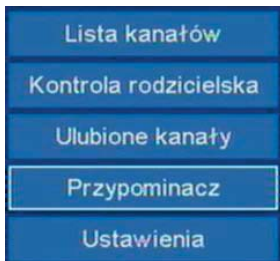 Lista kanałów
Kontrola rodzicielska
Ulubione kanały
Przypominacz
Ustawienia